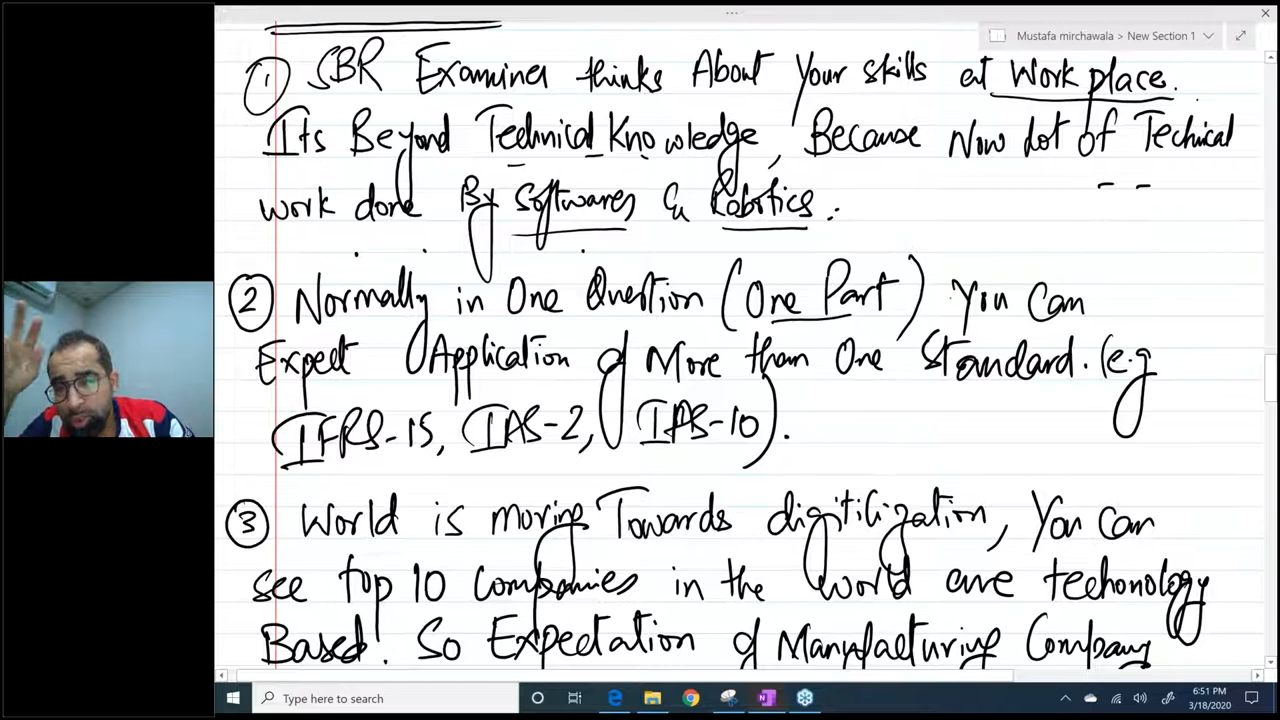 Mustafa mirchawala > New Section 1
① SBR Examiner thinks About Your skills at Work place.
Its Beyond Technical Knowledge, Because Now Lot of Technical
work done By Softwares & Robotics.
② Normally in One Question (One Part) You Can
Expect Application of More than One Standard. (e.g
IFRS-15, IAS-2, IAS-10).
③ World is moving Towards digitilization, You can
see top 10 Companies in the world are techonology
Based. So Expectation of Manufacturing Company
Type here to search
6:51 PM
3/18/2020